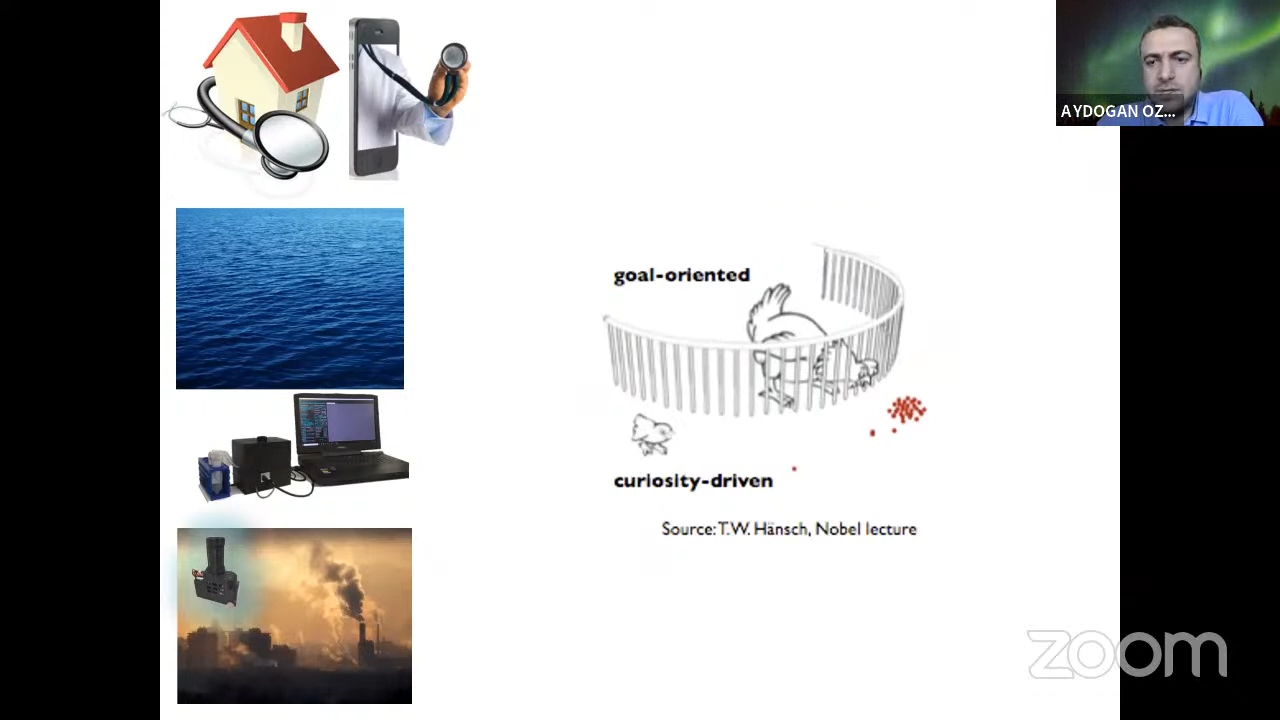 AYDOGAN OZ...
goal-oriented
curiosity-driven
Source: T.W. Hänsch, Nobel lecture
zoom